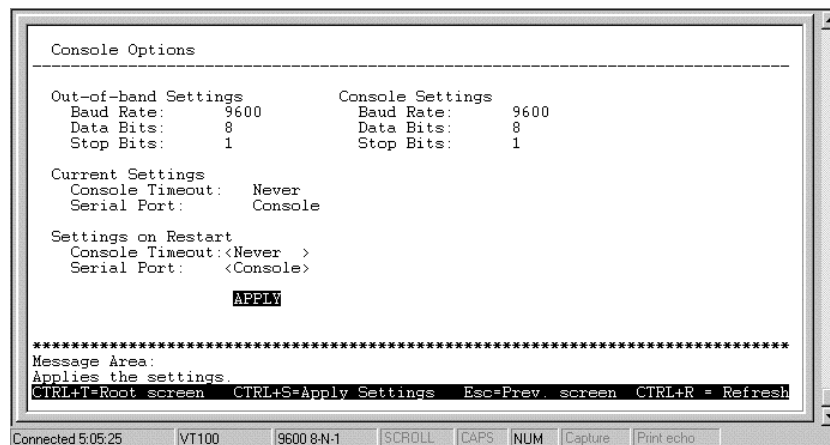 Console Options
Out-of-band Settings Console Settings
Baud Rate: 9600 Baud Rate: 9600
Data Bits: 8 Data Bits: 8
Stop Bits: 1 Stop Bits: 1
Current Settings
Console Timeout: Never
Serial Port: Console
Settings on Restart
Console Timeout:<Never >
Serial Port: <Console>
APPLY
*******************************************************************************
Message Area:
Applies the settings.
CTRL+T=Root screen CTRL+S=Apply Settings Esc=Prev. screen CTRL+R = Refresh
Connected 5:05:25 VT100 9600 8-N-1 SCROLL CAPS NUM Capture Print echo